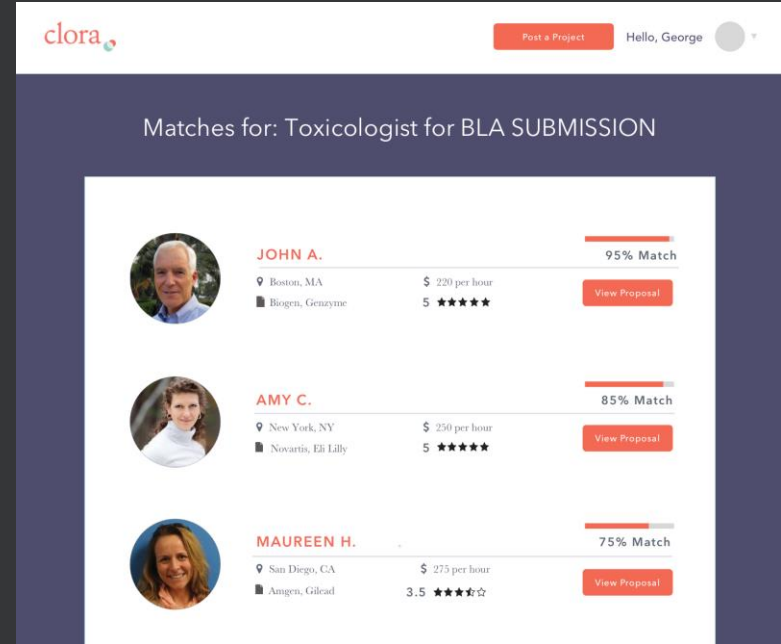 clora
Post a Project
Hello, George
Matches for: Toxicologist for BLA SUBMISSION
JOHN A.
95% Match
Boston, MA
$ 220 per hour
View Proposal
Biogen, Genzyme
5 ★★★★★
AMY C.
85% Match
New York, NY
$ 250 per hour
View Proposal
Novartis, Eli Lilly
5 ★★★★★
MAUREEN H.
75% Match
San Diego, CA
$ 275 per hour
View Proposal
Amgen, Gilead
3.5 ★★★⯪☆